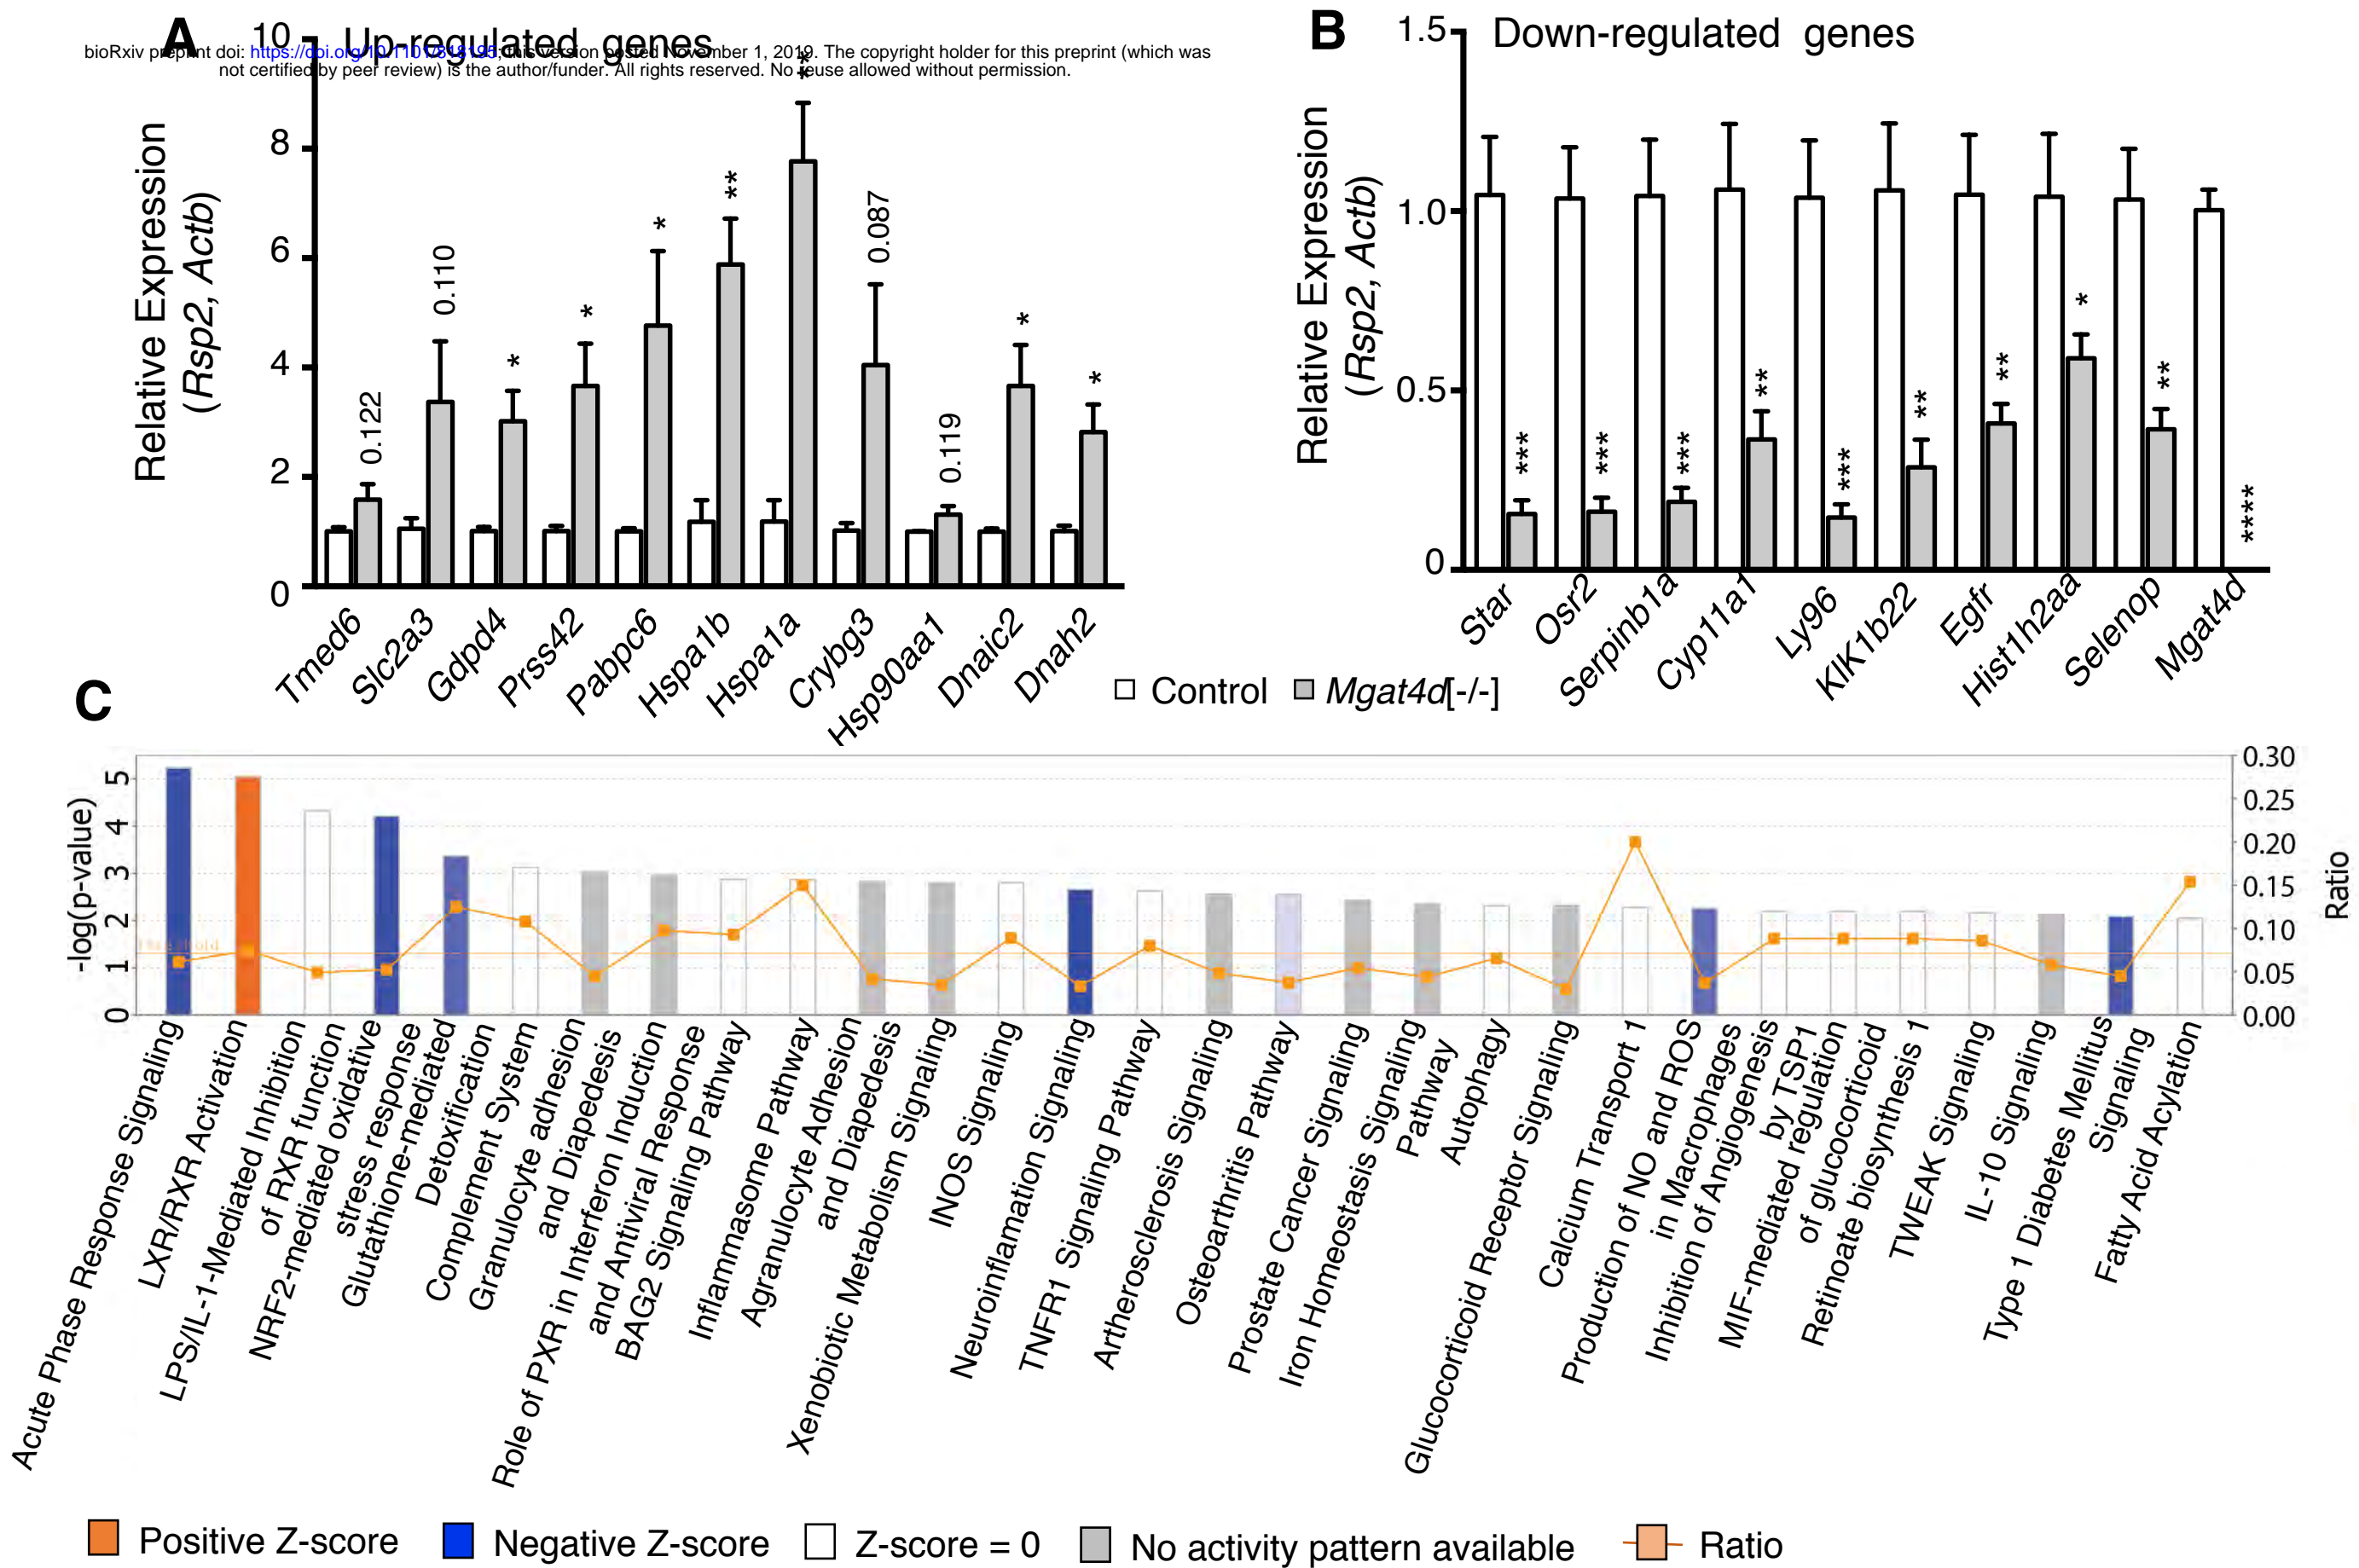 A
Up-regulated genes
bioRxiv preprint doi: https://doi.org/10.1101/818195; this version posted November 1, 2019. The copyright holder for this preprint (which was
not certified by peer review) is the author/funder. All rights reserved. No reuse allowed without permission.
Relative Expression
(Rsp2, Actb)
10
8
6
4
2
0
0.122
0.110
*
*
*
**
**
0.087
0.119
*
*
Tmed6
Slc2a3
Gdpd4
Prss42
Pabpc6
Hspa1b
Hspa1a
Crybg3
Hsp90aa1
Dnaic2
Dnah2
B
Down-regulated genes
Relative Expression
(Rsp2, Actb)
1.5
1.0
0.5
0
***
***
***
**
***
**
**
*
**
****
Star
Osr2
Serpinb1a
Cyp11a1
Ly96
KIK1b22
Egfr
Hist1h2aa
Selenop
Mgat4d
Control
Mgat4d[-/-]
C
-log(p-value)
5
4
3
2
1
0
Threshold
0.30
0.25
0.20
0.15
0.10
0.05
0.00
Ratio
Acute Phase Response Signaling
LXR/RXR Activation
LPS/IL-1-Mediated Inhibition
of RXR function
NRF2-mediated oxidative
stress response
Glutathione-mediated
Detoxification
Complement System
Granulocyte adhesion
and Diapedesis
Role of PXR in Interferon Induction
and Antiviral Response
BAG2 Signaling Pathway
Inflammasome Pathway
Agranulocyte Adhesion
and Diapedesis
Xenobiotic Metabolism Signaling
INOS Signaling
Neuroinflammation Signaling
TNFR1 Signaling Pathway
Artherosclerosis Signaling
Osteoarthritis Pathway
Prostate Cancer Signaling
Iron Homeostasis Signaling
Pathway
Autophagy
Glucocorticoid Receptor Signaling
Calcium Transport 1
Production of NO and ROS
in Macrophages
Inhibition of Angiogenesis
by TSP1
MIF-mediated regulation
of glucocorticoid
Retinoate biosynthesis 1
TWEAK Signaling
IL-10 Signaling
Type 1 Diabetes Mellitus
Signaling
Fatty Acid Acylation
Positive Z-score
Negative Z-score
Z-score = 0
No activity pattern available
Ratio